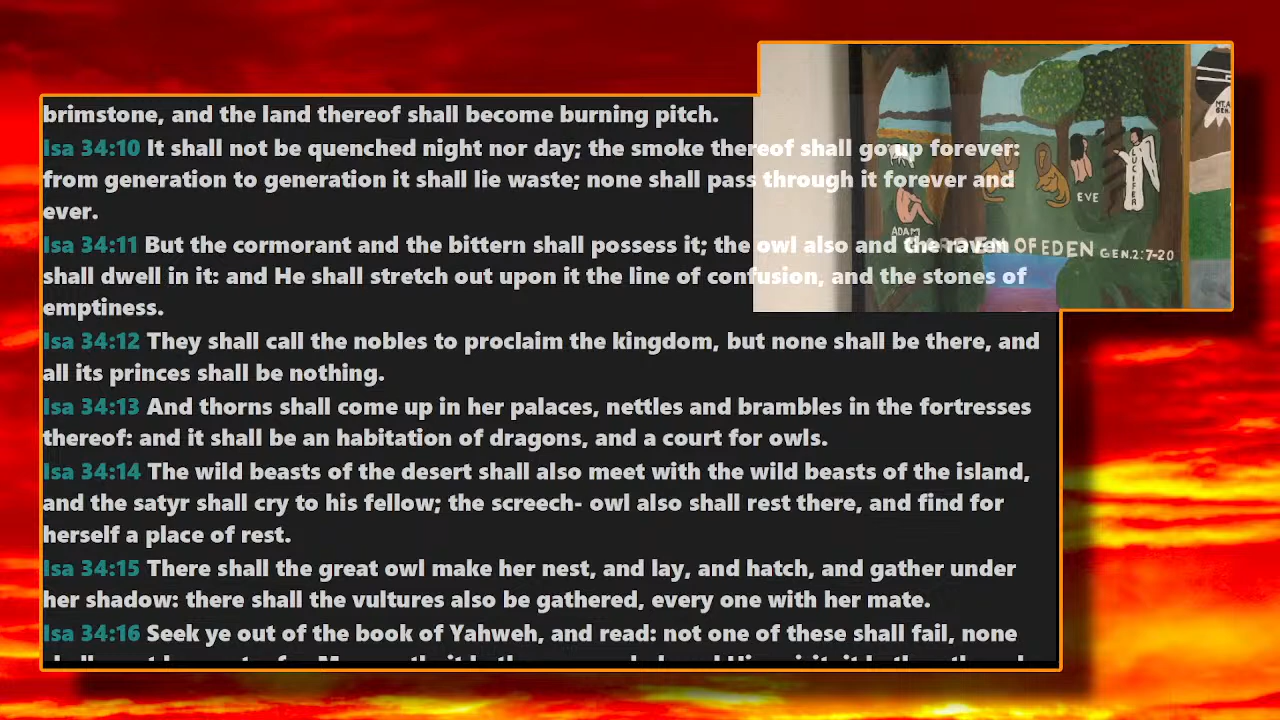 brimstone, and the land thereof shall become burning pitch.
Isa 34:10 It shall not be quenched night nor day; the smoke thereof shall go up forever:
from generation to generation it shall lie waste; none shall pass through it forever and
ever.
Isa 34:11 But the cormorant and the bittern shall possess it; the owl also and the raven
shall dwell in it: and He shall stretch out upon it the line of confusion, and the stones of
emptiness.
Isa 34:12 They shall call the nobles to proclaim the kingdom, but none shall be there, and
all its princes shall be nothing.
Isa 34:13 And thorns shall come up in her palaces, nettles and brambles in the fortresses
thereof: and it shall be an habitation of dragons, and a court for owls.
Isa 34:14 The wild beasts of the desert shall also meet with the wild beasts of the island,
and the satyr shall cry to his fellow; the screech- owl also shall rest there, and find for
herself a place of rest.
Isa 34:15 There shall the great owl make her nest, and lay, and hatch, and gather under
her shadow: there shall the vultures also be gathered, every one with her mate.
Isa 34:16 Seek ye out of the book of Yahweh, and read: not one of these shall fail, none
LUCIFER
EVE
ADAM
GARDEN OF EDEN GEN.2:7-20